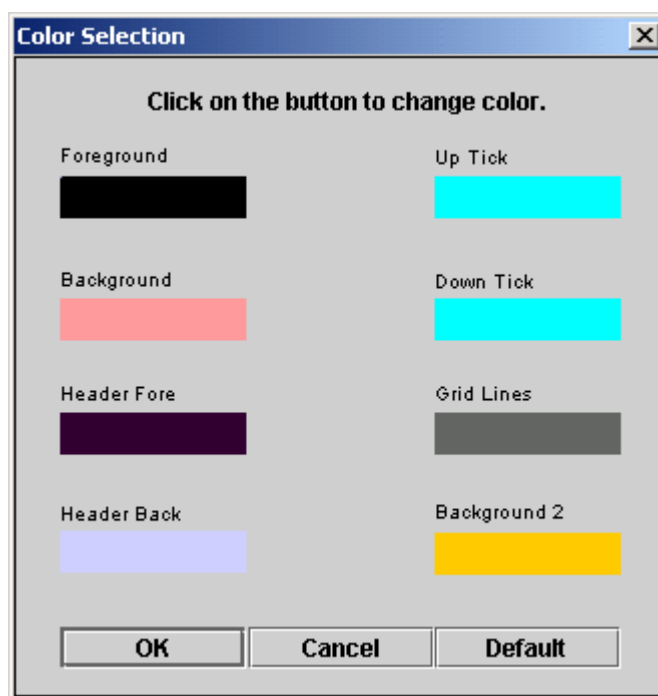 Color Selection
Click on the button to change color.
Foreground
Up Tick
Background
Down Tick
Header Fore
Grid Lines
Header Back
Background 2
OK
Cancel
Default